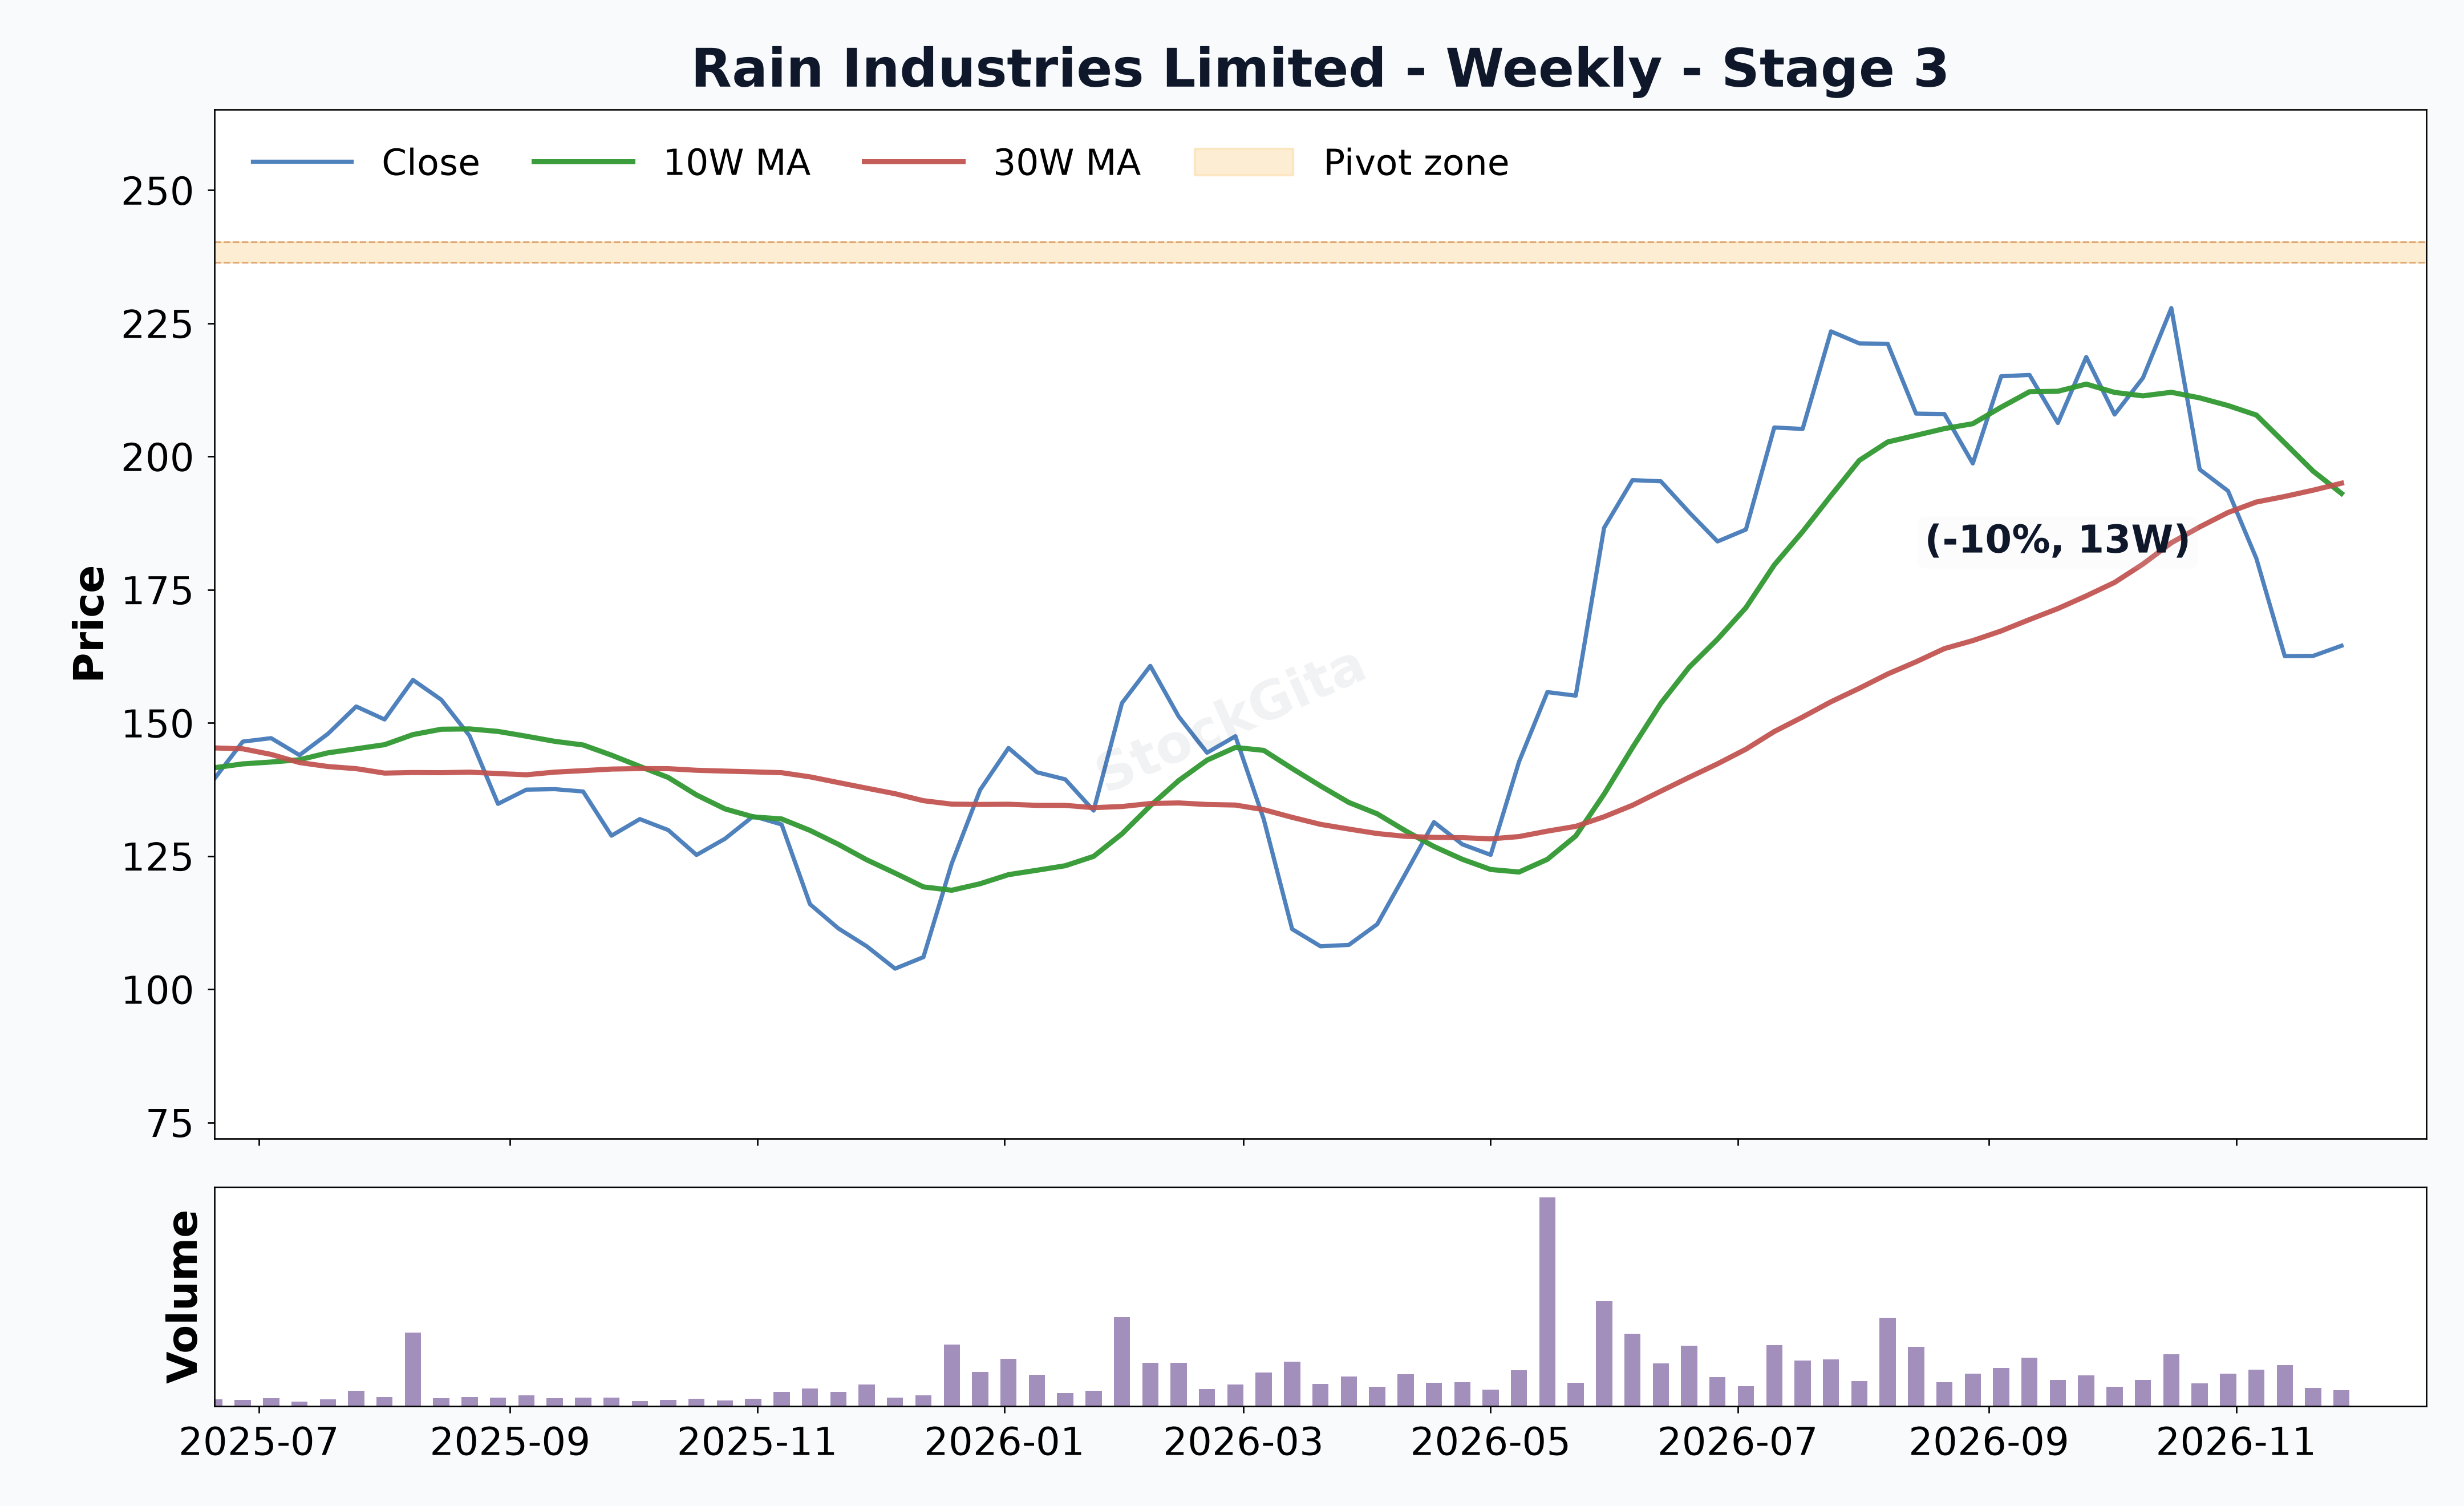 Rain Industries Limited - Weekly - Stage 3
Close 10W MA 30W MA Pivot zone
250
225
200
175
150
125
100
75
Price
(-10%, 13W)
StockGita
Volume
2025-07 2025-09 2025-11 2026-01 2026-03 2026-05 2026-07 2026-09 2026-11